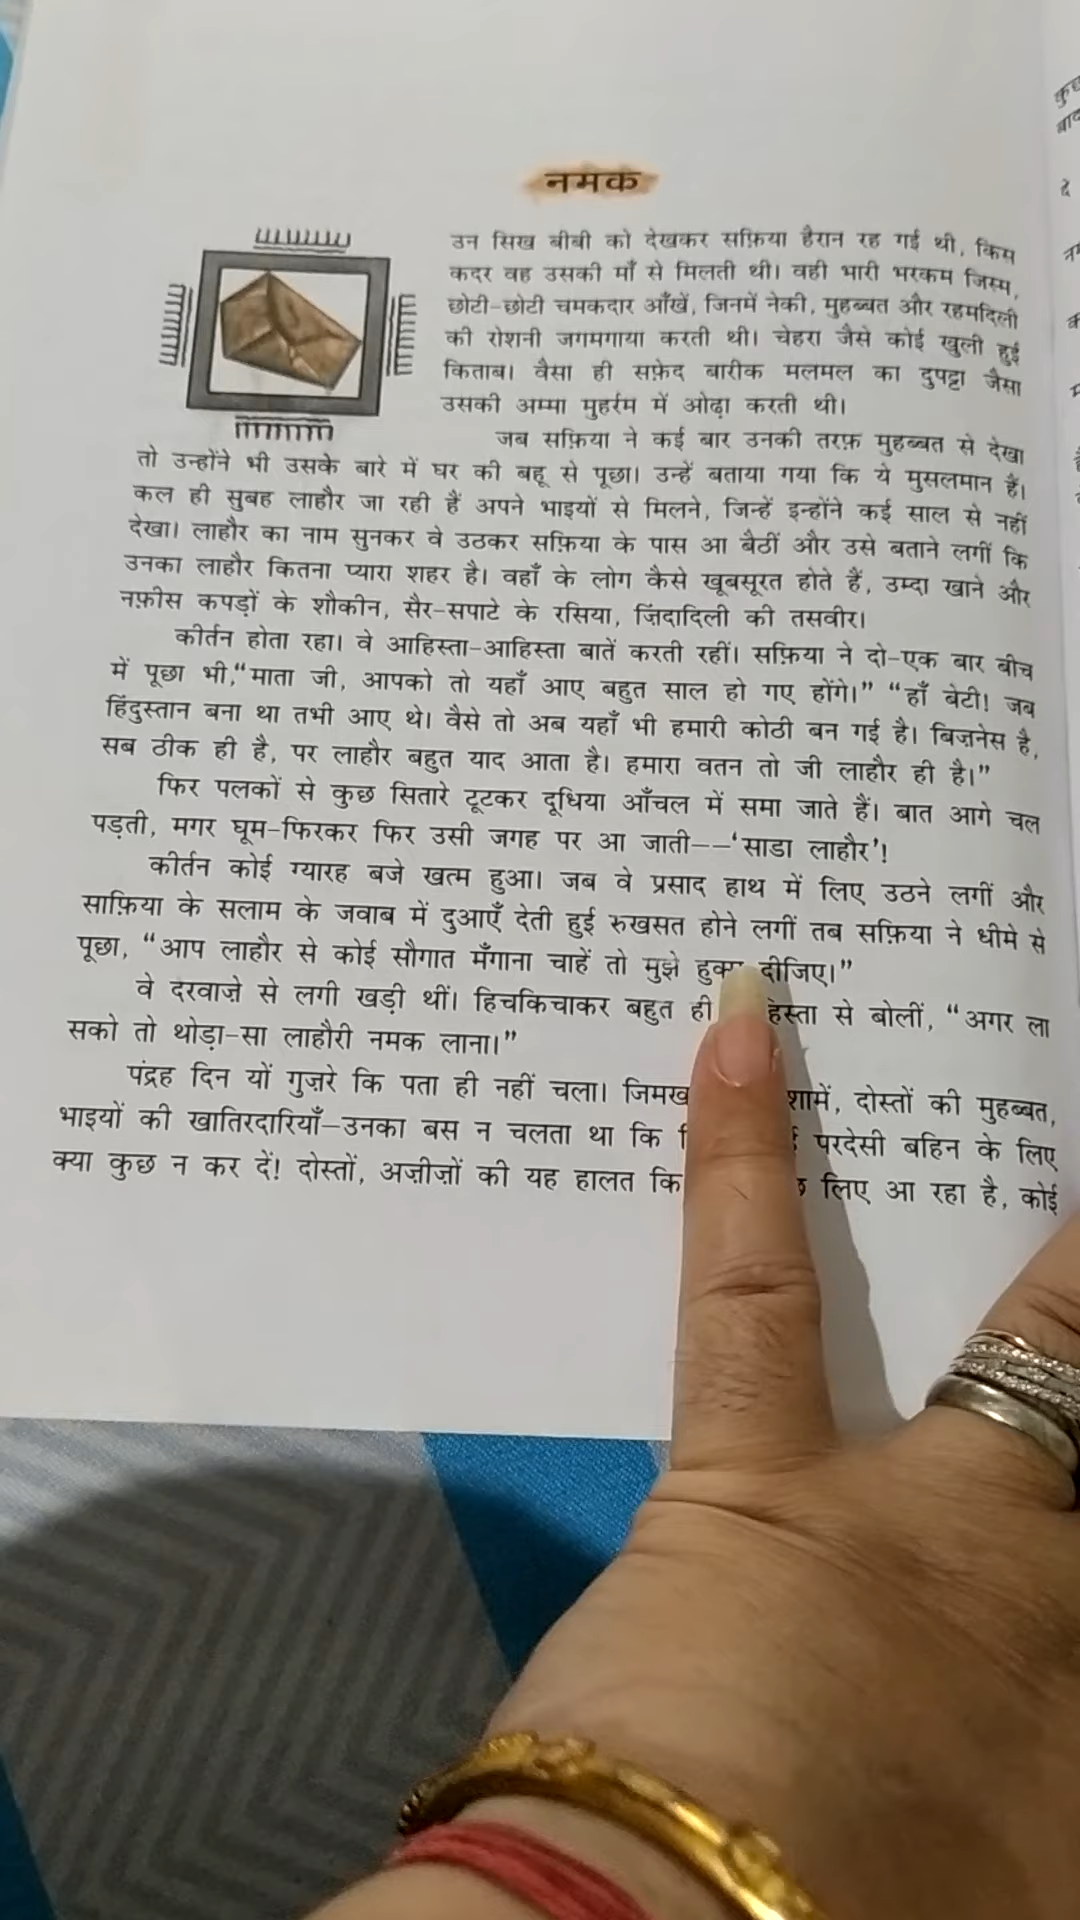 नमक
उन सिख बीबी को देखकर सफ़िया हैरान रह गई थी, किस
कदर वह उसकी माँ से मिलती थी। वही भारी भरकम जिस्म,
छोटी-छोटी चमकदार आँखें, जिनमें नेकी, मुहब्बत और रहमदिली
की रोशनी जगमगाया करती थी। चेहरा जैसे कोई खुली हुई
किताब। वैसा ही सफ़ेद बारीक मलमल का दुपट्टा जैसा
उसकी अम्मा मुहर्रम में ओढ़ा करती थी।
जब सफ़िया ने कई बार उनकी तरफ़ मुहब्बत से देखा
तो उन्होंने भी उसके बारे में घर की बहू से पूछा। उन्हें बताया गया कि ये मुसलमान हैं।
कल ही सुबह लाहौर जा रही हैं अपने भाइयों से मिलने, जिन्हें इन्होंने कई साल से नहीं
देखा। लाहौर का नाम सुनकर वे उठकर सफ़िया के पास आ बैठीं और उसे बताने लगीं कि
उनका लाहौर कितना प्यारा शहर है। वहाँ के लोग कैसे खूबसूरत होते हैं, उम्दा खाने और
नफ़ीस कपड़ों के शौकीन, सैर-सपाटे के रसिया, ज़िंदादिली की तसवीर।
कीर्तन होता रहा। वे आहिस्ता-आहिस्ता बातें करती रहीं। सफ़िया ने दो-एक बार बीच
में पूछा भी,“माता जी, आपको तो यहाँ आए बहुत साल हो गए होंगे।” “हाँ बेटी! जब
हिंदुस्तान बना था तभी आए थे। वैसे तो अब यहाँ भी हमारी कोठी बन गई है। बिज़नेस है,
सब ठीक ही है, पर लाहौर बहुत याद आता है। हमारा वतन तो जी लाहौर ही है।”
फिर पलकों से कुछ सितारे टूटकर दूधिया आँचल में समा जाते हैं। बात आगे चल
पड़ती, मगर घूम-फिरकर फिर उसी जगह पर आ जाती––‘साडा लाहौर’!
कीर्तन कोई ग्यारह बजे खत्म हुआ। जब वे प्रसाद हाथ में लिए उठने लगीं और
साफ़िया के सलाम के जवाब में दुआएँ देती हुई रुखसत होने लगीं तब सफ़िया ने धीमे से
पूछा, “आप लाहौर से कोई सौगात मँगाना चाहें तो मुझे हुक्म दीजिए।”
वे दरवाज़े से लगी खड़ी थीं। हिचकिचाकर बहुत ही हिस्ता से बोलीं, “अगर ला
सको तो थोड़ा-सा लाहौरी नमक लाना।”
पंद्रह दिन यों गुज़रे कि पता ही नहीं चला। जिमख शामें, दोस्तों की मुहब्बत,
भाइयों की खातिरदारियाँ–उनका बस न चलता था कि परदेसी बहिन के लिए
क्या कुछ न कर दें! दोस्तों, अज़ीज़ों की यह हालत कि लिए आ रहा है, कोई